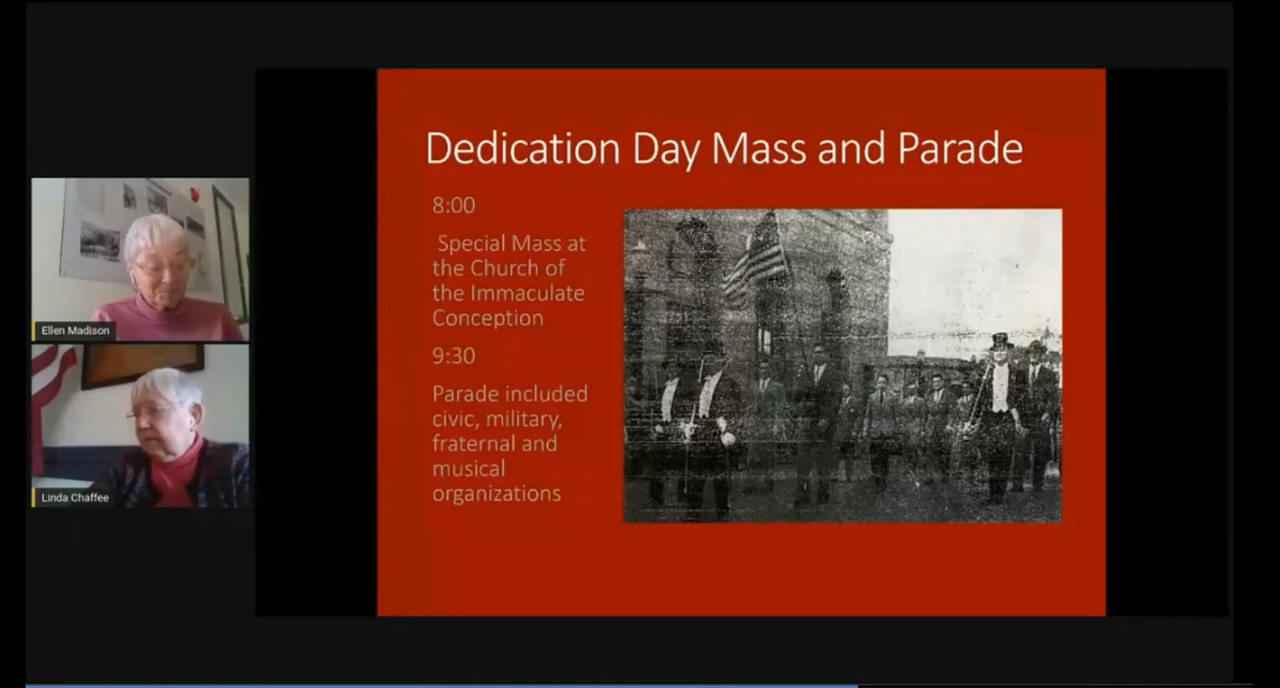 Dedication Day Mass and Parade
8:00
Special Mass at
the Church of
the Immaculate
Conception
9:30
Parade included
civic, military,
fraternal and
musical
organizations
Ellen Madison
Linda Chaffee